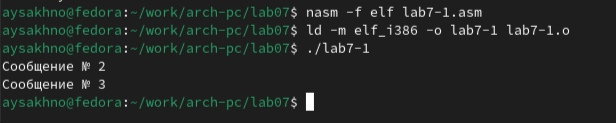 aysakhno@fedora:~/work/arch-pc/lab07$ nasm -f elf lab7-1.asm
aysakhno@fedora:~/work/arch-pc/lab07$ ld -m elf_i386 -o lab7-1 lab7-1.o
aysakhno@fedora:~/work/arch-pc/lab07$ ./lab7-1
Сообщение № 2
Сообщение № 3
aysakhno@fedora:~/work/arch-pc/lab07$